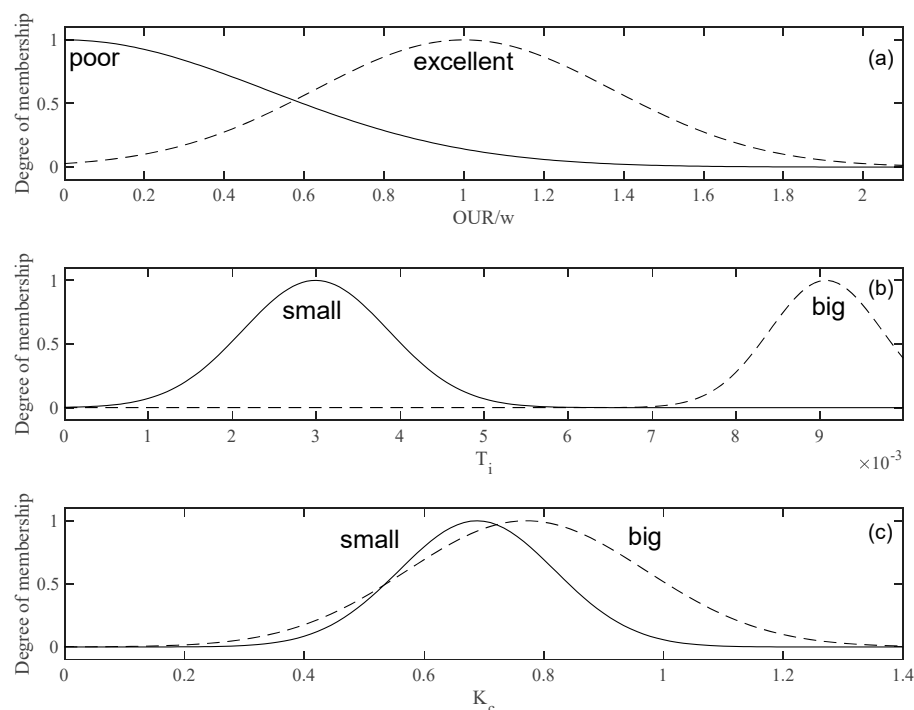 1
poor
excellent
(a)
0.5
0
Degree of membership
0 0.2 0.4 0.6 0.8 1 1.2 1.4 1.6 1.8 2
OUR/w
1
small
big
(b)
0.5
0
Degree of membership
0 1 2 3 4 5 6 7 8 9
T_i
×10^-3
1
small
big
(c)
0.5
0
Degree of membership
0 0.2 0.4 0.6 0.8 1 1.2 1.4
K